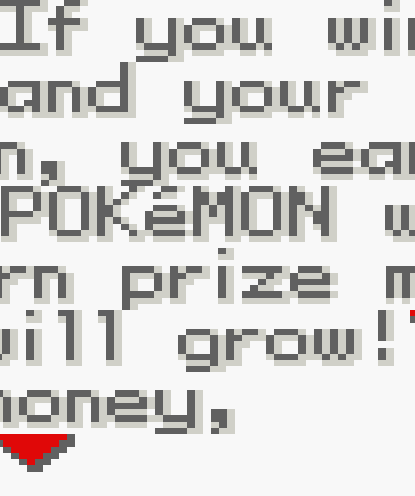 If you wi
and your
n, you ea
POKéMON w
rn prize m
will grow!
money,